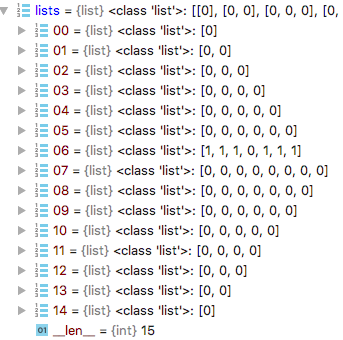 lists = {list} <class 'list'>: [[0], [0, 0], [0, 0, 0], [0,
00 = {list} <class 'list'>: [0]
01 = {list} <class 'list'>: [0, 0]
02 = {list} <class 'list'>: [0, 0, 0]
03 = {list} <class 'list'>: [0, 0, 0, 0]
04 = {list} <class 'list'>: [0, 0, 0, 0, 0]
05 = {list} <class 'list'>: [0, 0, 0, 0, 0, 0]
06 = {list} <class 'list'>: [1, 1, 1, 0, 1, 1, 1]
07 = {list} <class 'list'>: [0, 0, 0, 0, 0, 0, 0, 0]
08 = {list} <class 'list'>: [0, 0, 0, 0, 0, 0, 0]
09 = {list} <class 'list'>: [0, 0, 0, 0, 0, 0]
10 = {list} <class 'list'>: [0, 0, 0, 0, 0]
11 = {list} <class 'list'>: [0, 0, 0, 0]
12 = {list} <class 'list'>: [0, 0, 0]
13 = {list} <class 'list'>: [0, 0]
14 = {list} <class 'list'>: [0]
01 __len__ = {int} 15